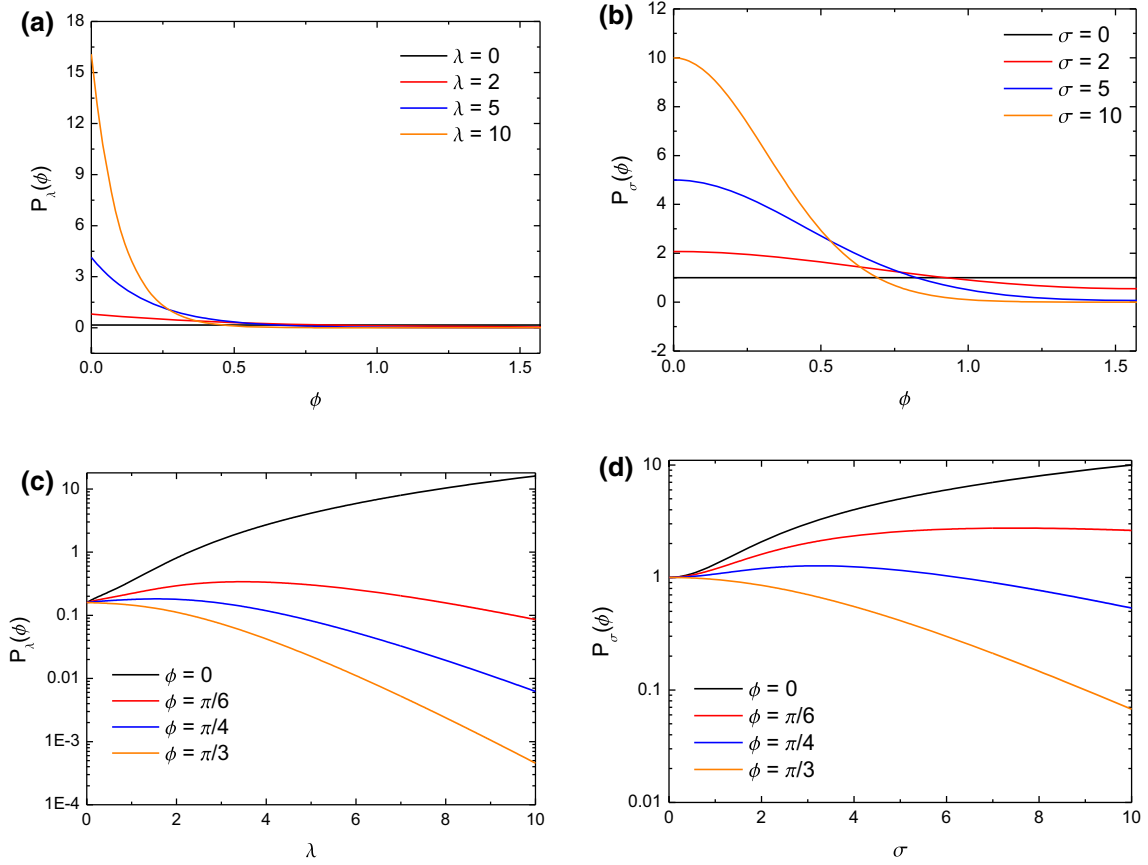 (a)
18
15
12
9
6
3
0
P_λ(ϕ)
λ = 0
λ = 2
λ = 5
λ = 10
0.0 0.5 1.0 1.5
ϕ
(b)
12
10
8
6
4
2
0
-2
P_σ(ϕ)
σ = 0
σ = 2
σ = 5
σ = 10
0.0 0.5 1.0 1.5
ϕ
(c)
10
1
0.1
0.01
1E-3
1E-4
P_λ(ϕ)
ϕ = 0
ϕ = π/6
ϕ = π/4
ϕ = π/3
0 2 4 6 8 10
λ
(d)
10
1
0.1
0.01
P_σ(ϕ)
ϕ = 0
ϕ = π/6
ϕ = π/4
ϕ = π/3
0 2 4 6 8 10
σ